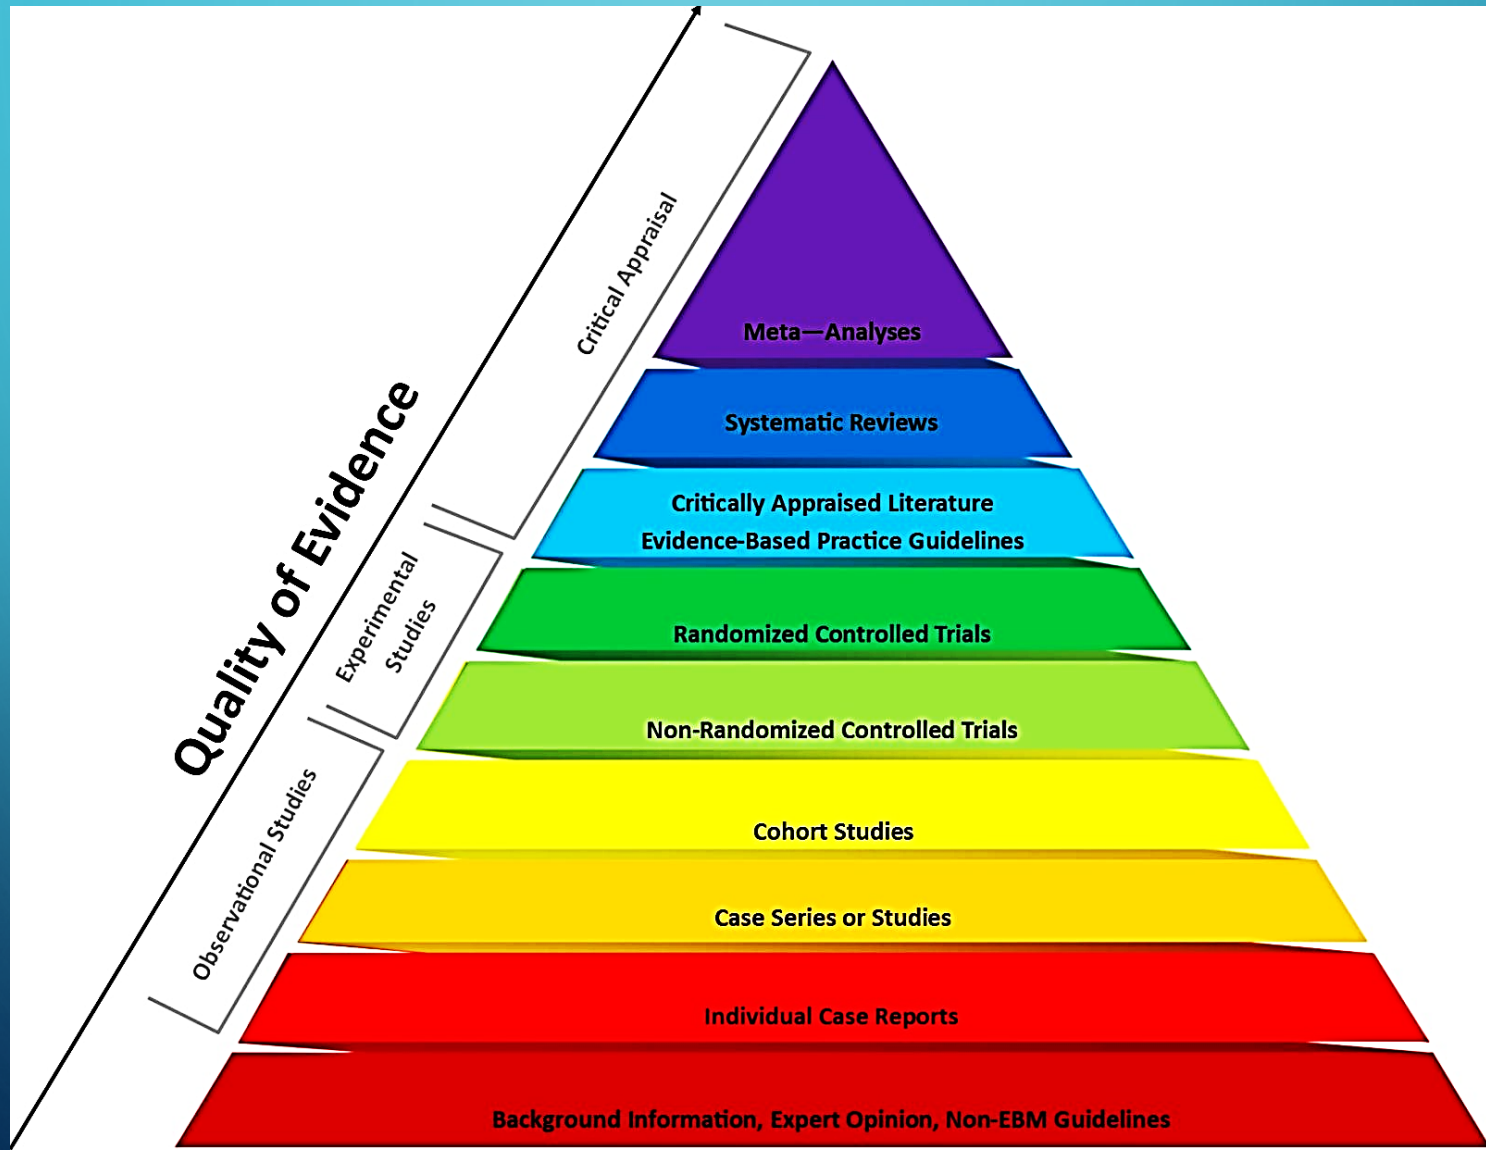 Quality of Evidence
Critical Appraisal
Experimental
Studies
Observational Studies
Meta—Analyses
Systematic Reviews
Critically Appraised Literature
Evidence-Based Practice Guidelines
Randomized Controlled Trials
Non-Randomized Controlled Trials
Cohort Studies
Case Series or Studies
Individual Case Reports
Background Information, Expert Opinion, Non-EBM Guidelines